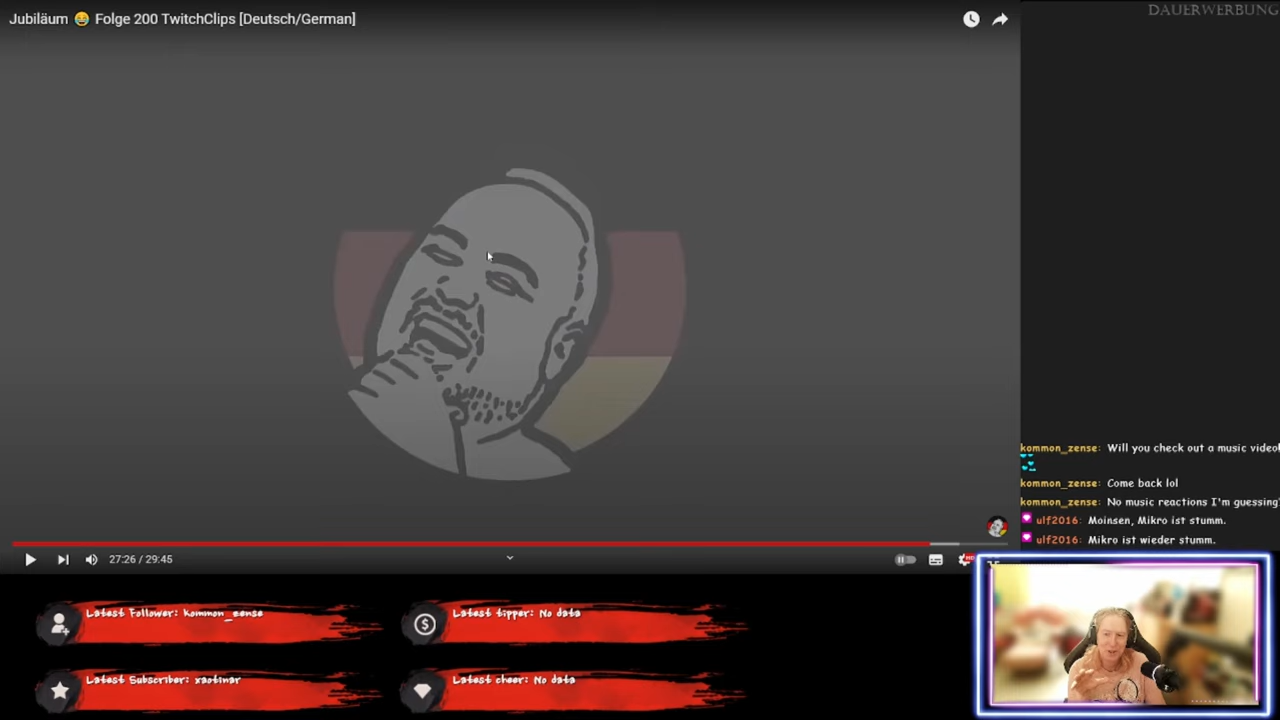 Jubiläum 😂 Folge 200 TwitchClips [Deutsch/German]
DAUERWERBUNG
kommon_zense: Will you check out a music video
kommon_zense: Come back lol
kommon_zense: No music reactions I'm guessing?
ulf2016: Moinsen, Mikro ist stumm.
ulf2016: Mikro ist wieder stumm.
27:26 / 29:45
Latest Follower: Kommon_zense
Latest tipper: No data
Latest Subscriber: xaotinar
Latest cheer: No data